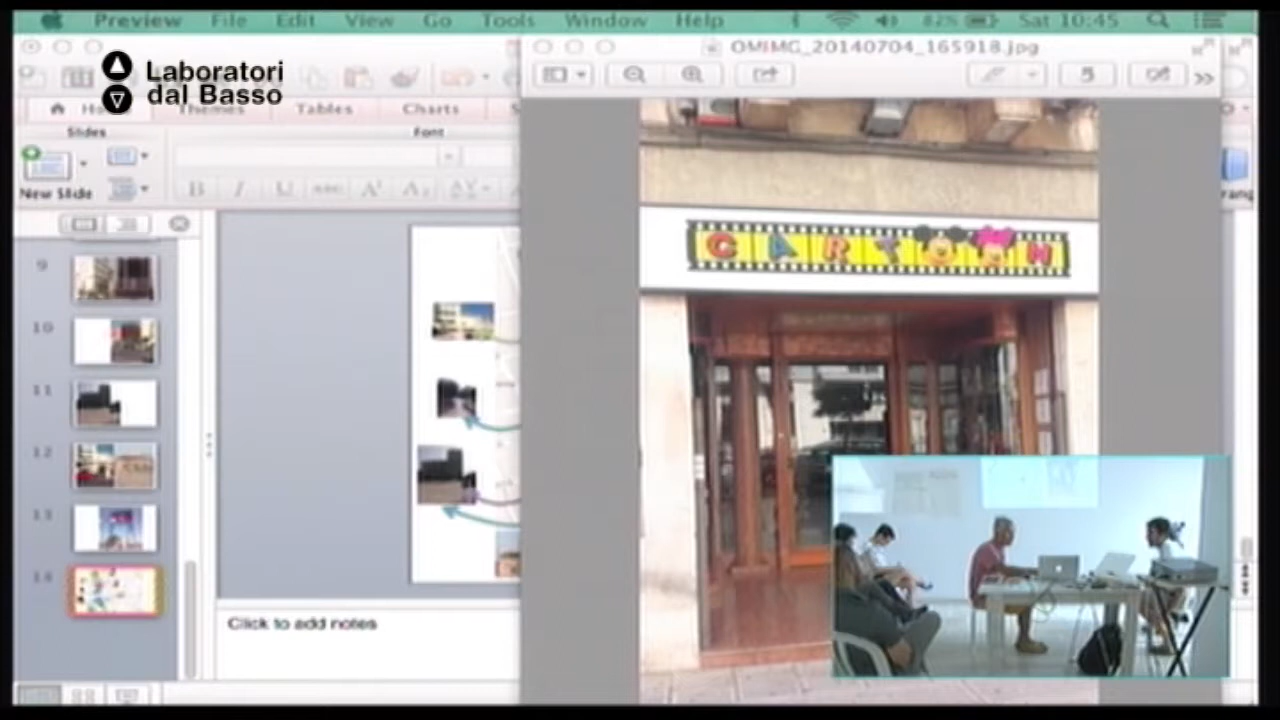 Preview File Edit View Go Tools Window Help 82% Sat 10:45
OMIMG_20140704_165918.jpg
Laboratori
dal Basso
Themes Tables Charts
Slides Font
New Slide
B I U
9
10
11
12
13
14
CARTOON
Click to add notes